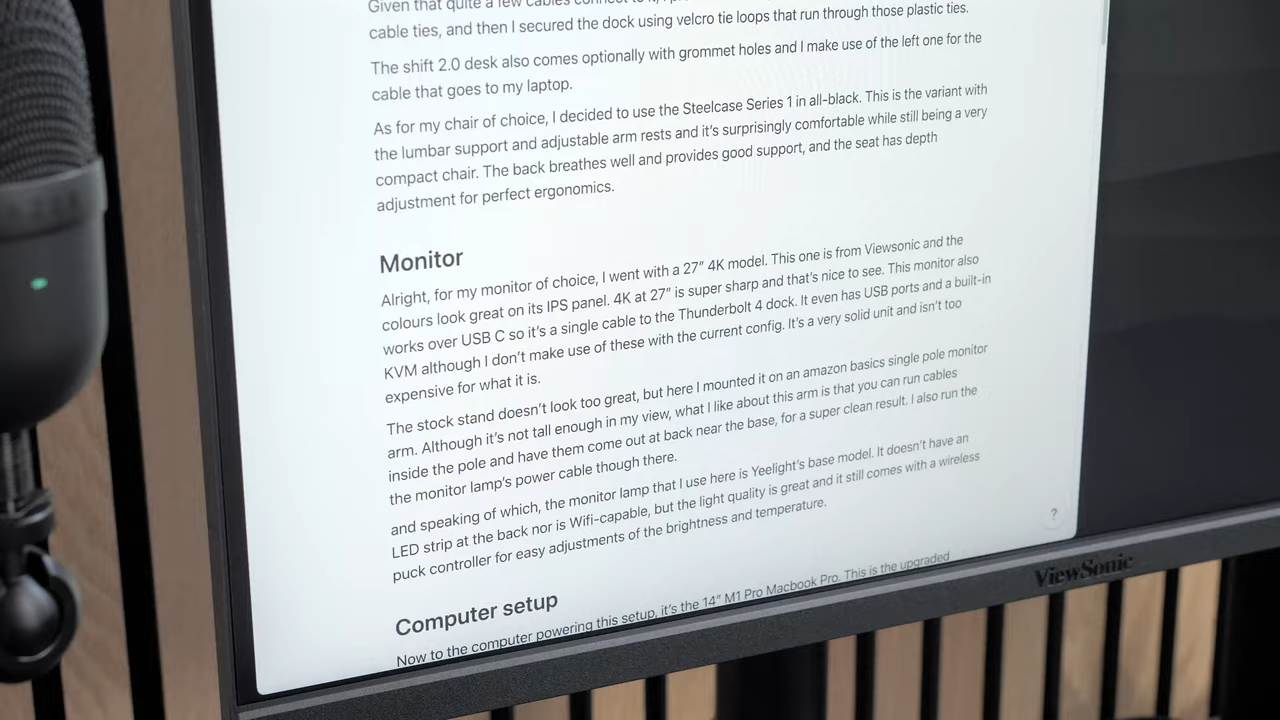 Given that quite a few cables connect to it, I
cable ties, and then I secured the dock using velcro tie loops that run through those plastic ties.
The shift 2.0 desk also comes optionally with grommet holes and I make use of the left one for the
cable that goes to my laptop.
As for my chair of choice, I decided to use the Steelcase Series 1 in all-black. This is the variant with
the lumbar support and adjustable arm rests and it's surprisingly comfortable while still being a very
compact chair. The back breathes well and provides good support, and the seat has depth
adjustment for perfect ergonomics.
Monitor
Alright, for my monitor of choice, I went with a 27” 4K model. This one is from Viewsonic and the
colours look great on its IPS panel. 4K at 27” is super sharp and that's nice to see. This monitor also
works over USB C so it's a single cable to the Thunderbolt 4 dock. It even has USB ports and a built-in
KVM although I don't make use of these with the current config. It's a very solid unit and isn't too
expensive for what it is.
The stock stand doesn't look too great, but here I mounted it on an amazon basics single pole monitor
arm. Although it's not tall enough in my view, what I like about this arm is that you can run cables
inside the pole and have them come out at back near the base, for a super clean result. I also run the
the monitor lamp's power cable though there.
and speaking of which, the monitor lamp that I use here is Yeelight's base model. It doesn't have an
LED strip at the back nor is Wifi-capable, but the light quality is great and it still comes with a wireless
puck controller for easy adjustments of the brightness and temperature.
?
Computer setup
Now to the computer powering this setup, it's the 14” M1 Pro Macbook Pro. This is the upgraded
ViewSonic